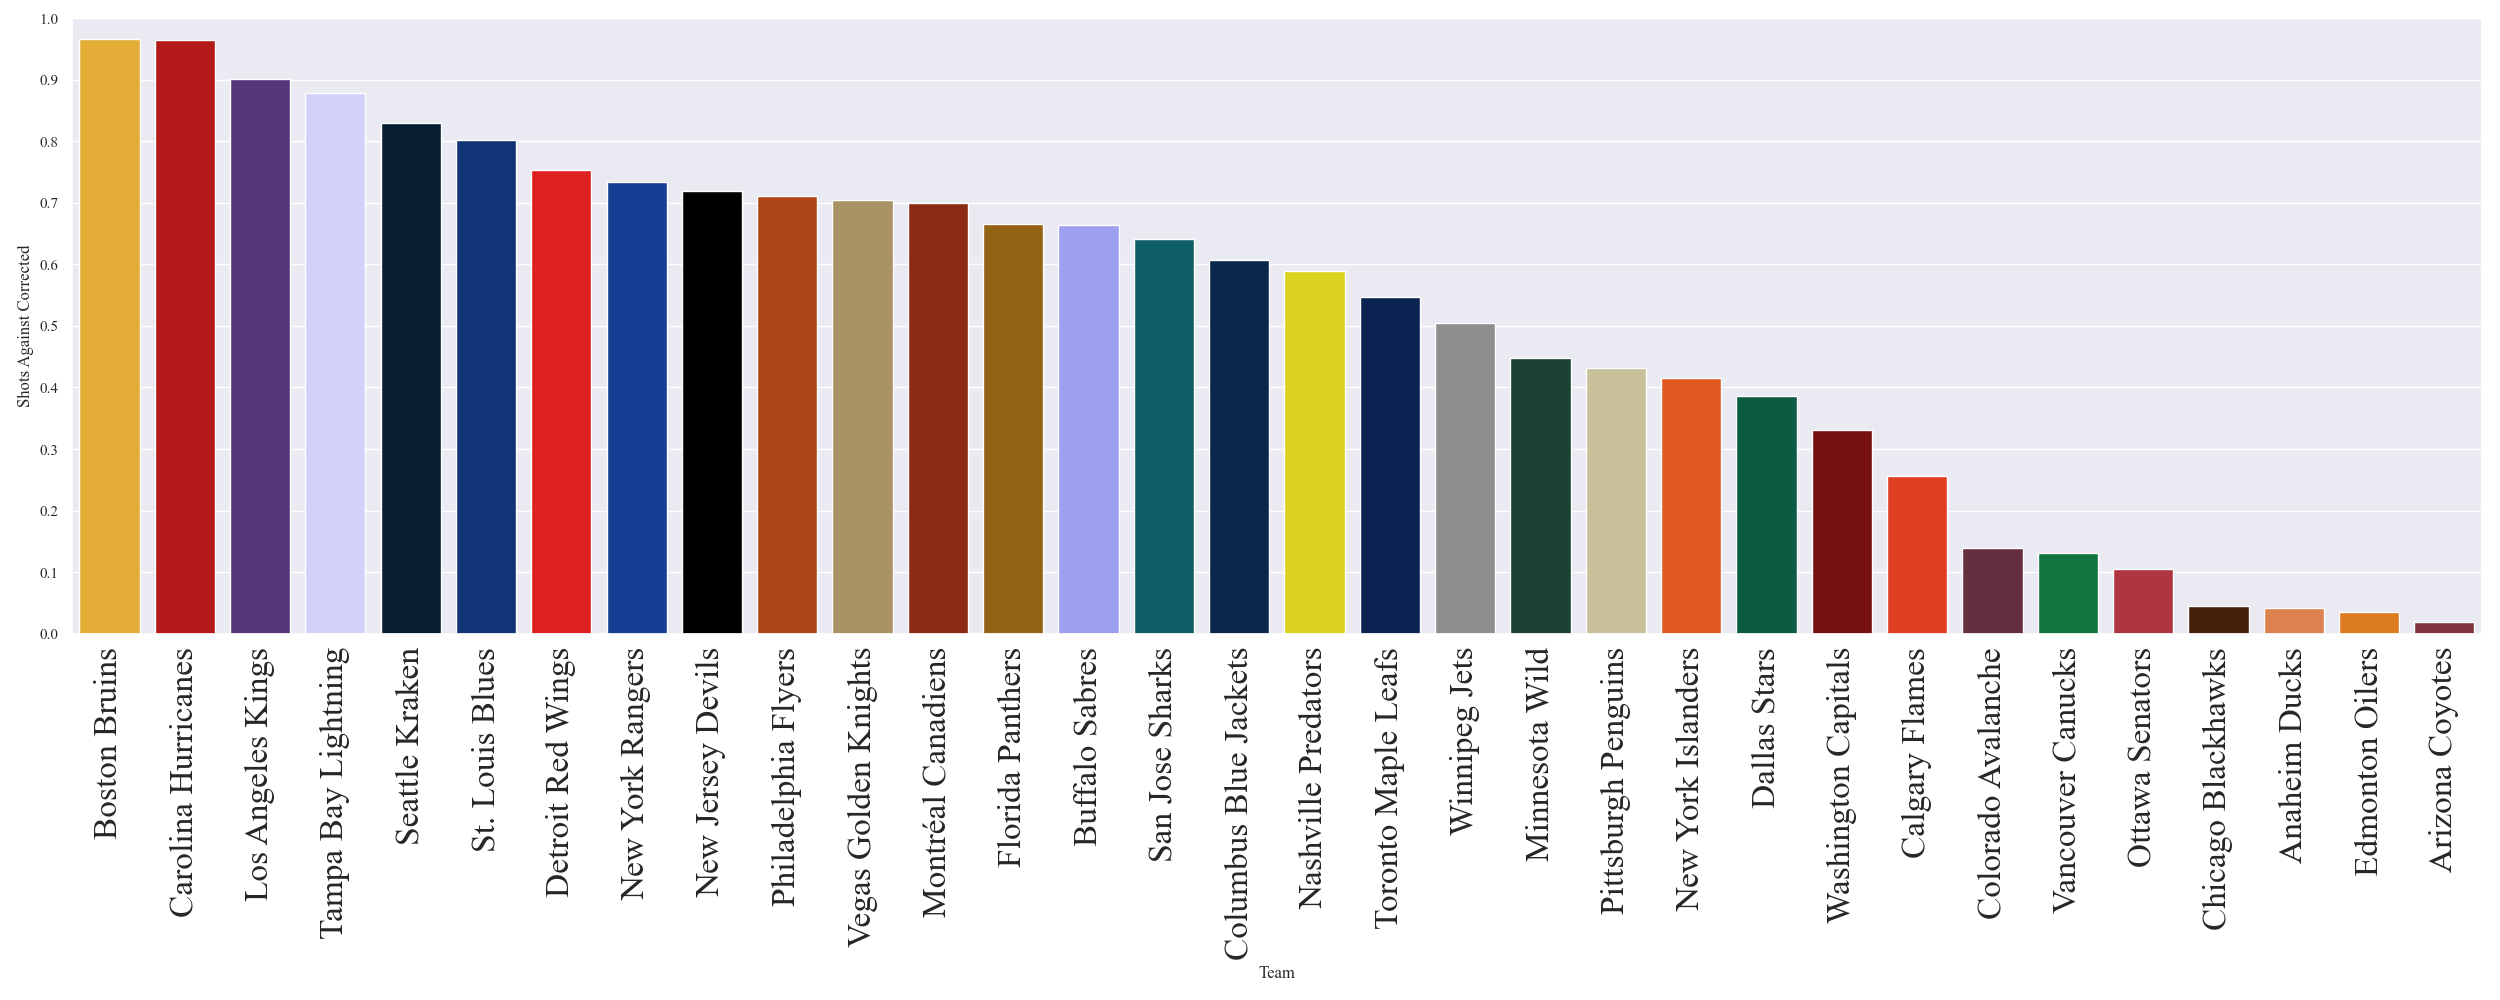 1.0
0.9
0.8
0.7
0.6
0.5
0.4
0.3
0.2
0.1
0.0
Shots Against Corrected
Boston Bruins
Carolina Hurricanes
Los Angeles Kings
Tampa Bay Lightning
Seattle Kraken
St. Louis Blues
Detroit Red Wings
New York Rangers
New Jersey Devils
Philadelphia Flyers
Vegas Golden Knights
Montréal Canadiens
Florida Panthers
Buffalo Sabres
San Jose Sharks
Columbus Blue Jackets
Nashville Predators
Toronto Maple Leafs
Winnipeg Jets
Minnesota Wild
Pittsburgh Penguins
New York Islanders
Dallas Stars
Washington Capitals
Calgary Flames
Colorado Avalanche
Vancouver Canucks
Ottawa Senators
Chicago Blackhawks
Anaheim Ducks
Edmonton Oilers
Arizona Coyotes
Team